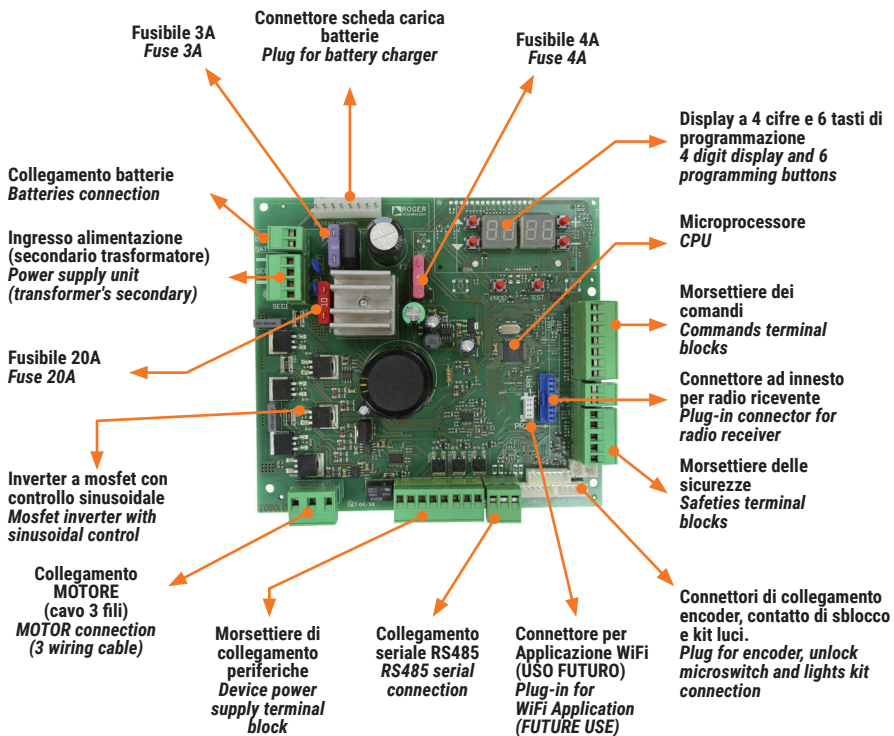 Fusibile 3A
Fuse 3A
Connettore scheda carica
batterie
Plug for battery charger
Fusibile 4A
Fuse 4A
Display a 4 cifre e 6 tasti di
programmazione
4 digit display and 6
programming buttons
Collegamento batterie
Batteries connection
Microprocessore
CPU
Ingresso alimentazione
(secondario trasformatore)
Power supply unit
(transformer's secondary)
Morsettiere dei
comandi
Commands terminal
blocks
Fusibile 20A
Fuse 20A
Connettore ad innesto
per radio ricevente
Plug-in connector for
radio receiver
Inverter a mosfet con
controllo sinusoidale
Mosfet inverter with
sinusoidal control
Morsettiere delle
sicurezze
Safeties terminal
blocks
Collegamento
MOTORE
(cavo 3 fili)
MOTOR connection
(3 wiring cable)
Morsettiere di
collegamento
periferiche
Device power
supply terminal
block
Collegamento
seriale RS485
RS485 serial
connection
Connettore per
Applicazione WiFi
(USO FUTURO)
Plug-in for
WiFi Application
(FUTURE USE)
Connettori di collegamento
encoder, contatto di sblocco
e kit luci.
Plug for encoder, unlock
microswitch and lights kit
connection
ROGER
TECHNOLOGY
SEC1
PROG
TEST